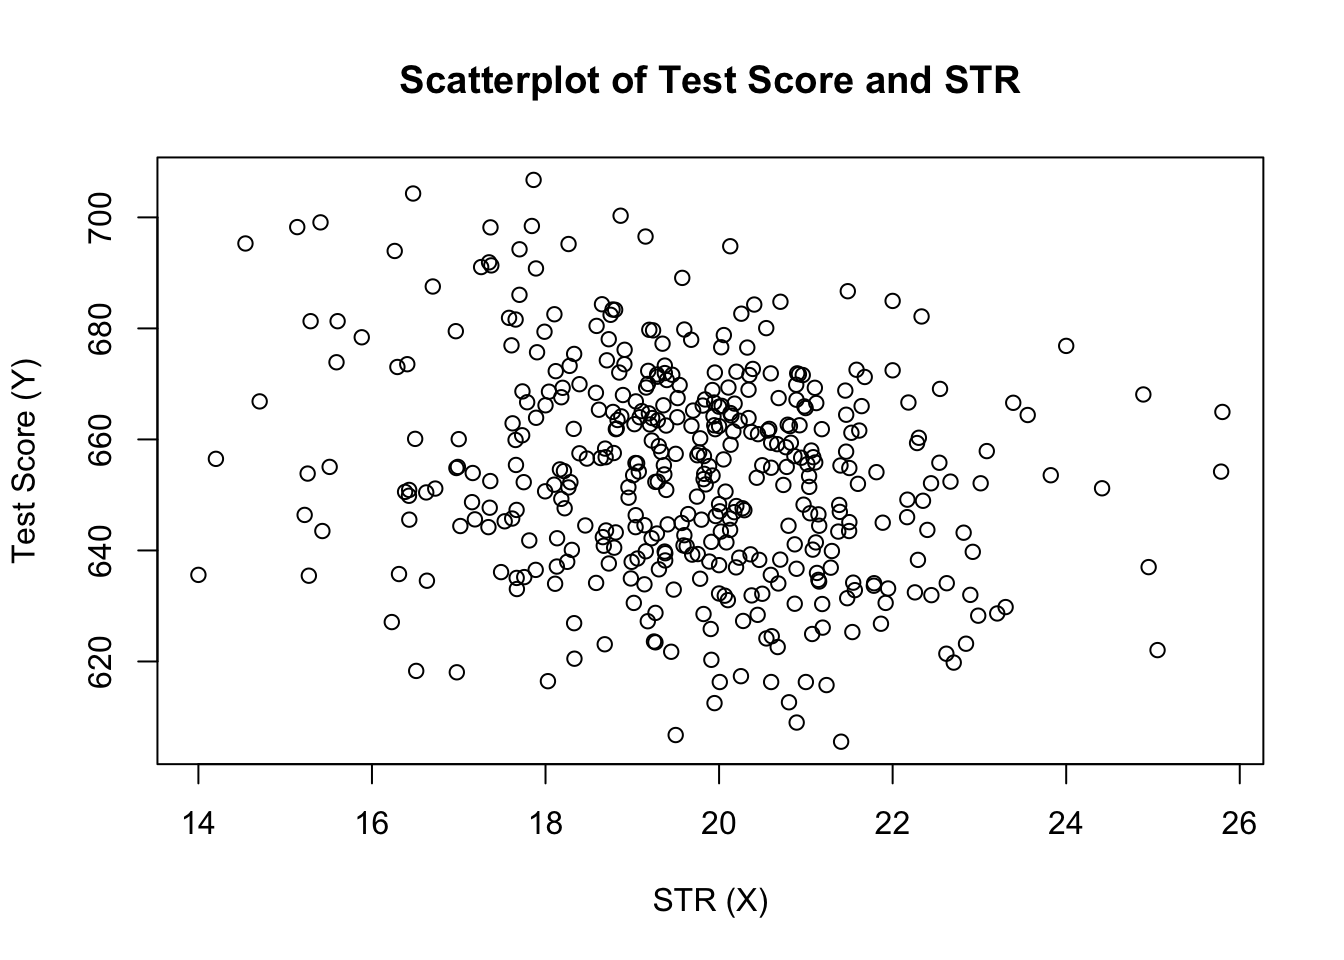 Scatterplot of Test Score and STR
Test Score (Y)
700
680
660
640
620
14 16 18 20 22 24 26
STR (X)